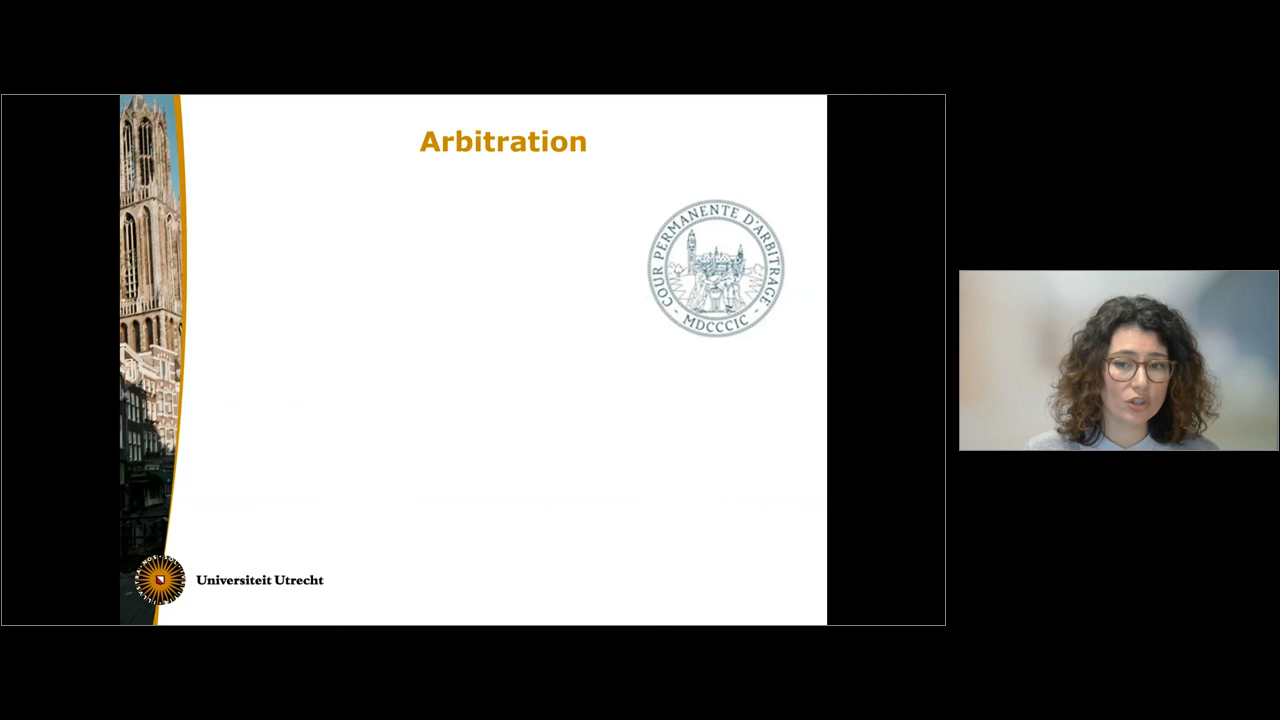 Arbitration
COUR PERMANENTE D'ARBITRAGE
- MDCCCIC -
Universiteit Utrecht